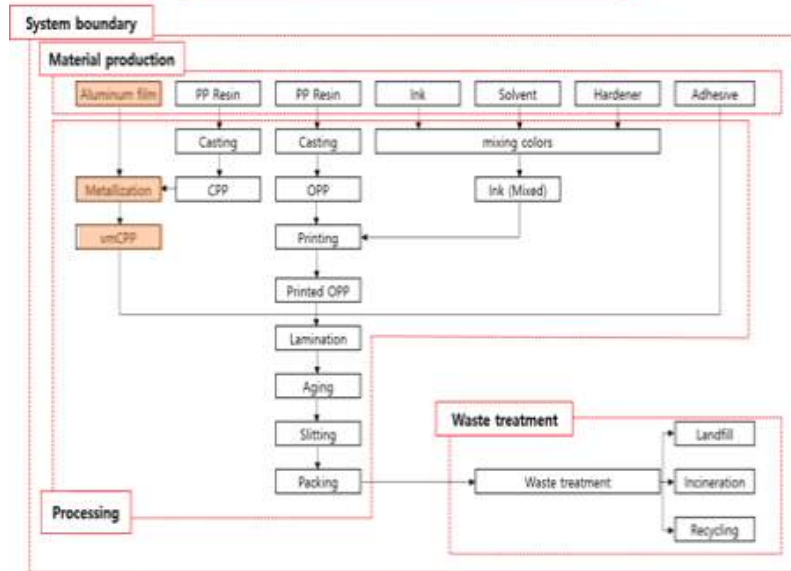 System boundary
Material production
Aluminum film
PP Resin
PP Resin
Ink
Solvent
Hardener
Adhesive
Casting
Casting
mixing colors
Metallization
CPP
OPP
Ink (Mixed)
vmCPP
Printing
Printed OPP
Lamination
Aging
Slitting
Packing
Processing
Waste treatment
Waste treatment
Landfill
Incineration
Recycling